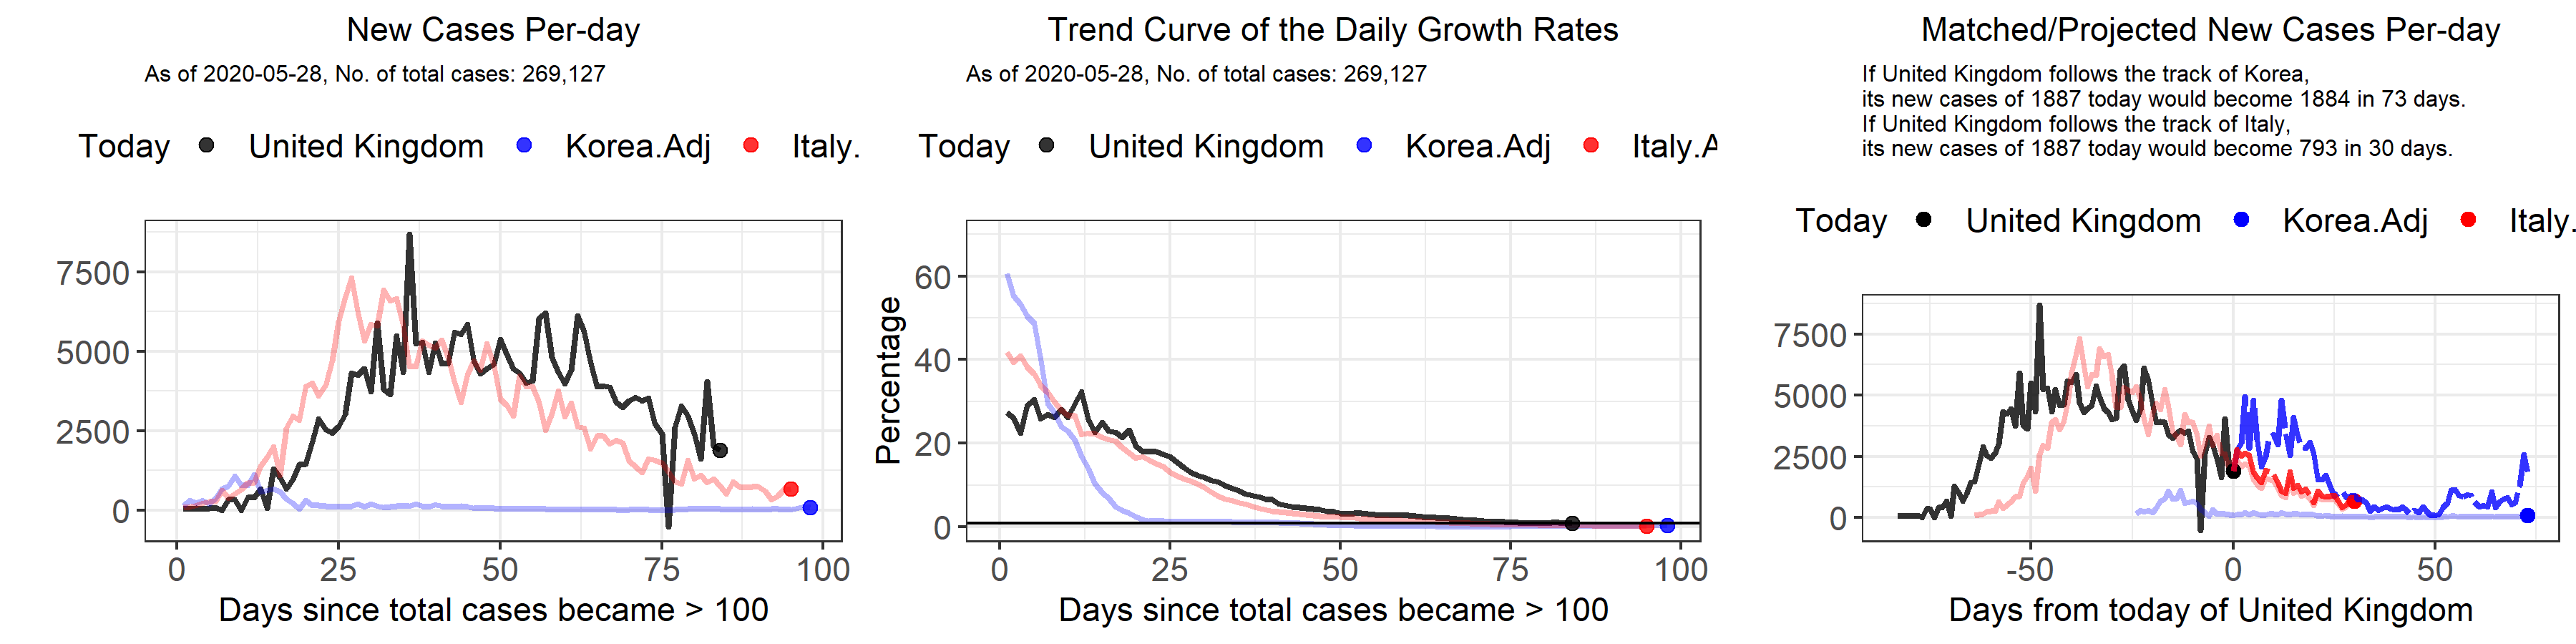 New Cases Per-day
As of 2020-05-28, No. of total cases: 269,127
Today United Kingdom Korea.Adj Italy.
7500
5000
2500
0
0 25 50 75 100
Days since total cases became > 100
Trend Curve of the Daily Growth Rates
As of 2020-05-28, No. of total cases: 269,127
Today United Kingdom Korea.Adj Italy.A
Percentage
60
40
20
0
0 25 50 75 100
Days since total cases became > 100
Matched/Projected New Cases Per-day
If United Kingdom follows the track of Korea,
its new cases of 1887 today would become 1884 in 73 days.
If United Kingdom follows the track of Italy,
its new cases of 1887 today would become 793 in 30 days.
Today United Kingdom Korea.Adj Italy.
7500
5000
2500
0
-50 0 50
Days from today of United Kingdom